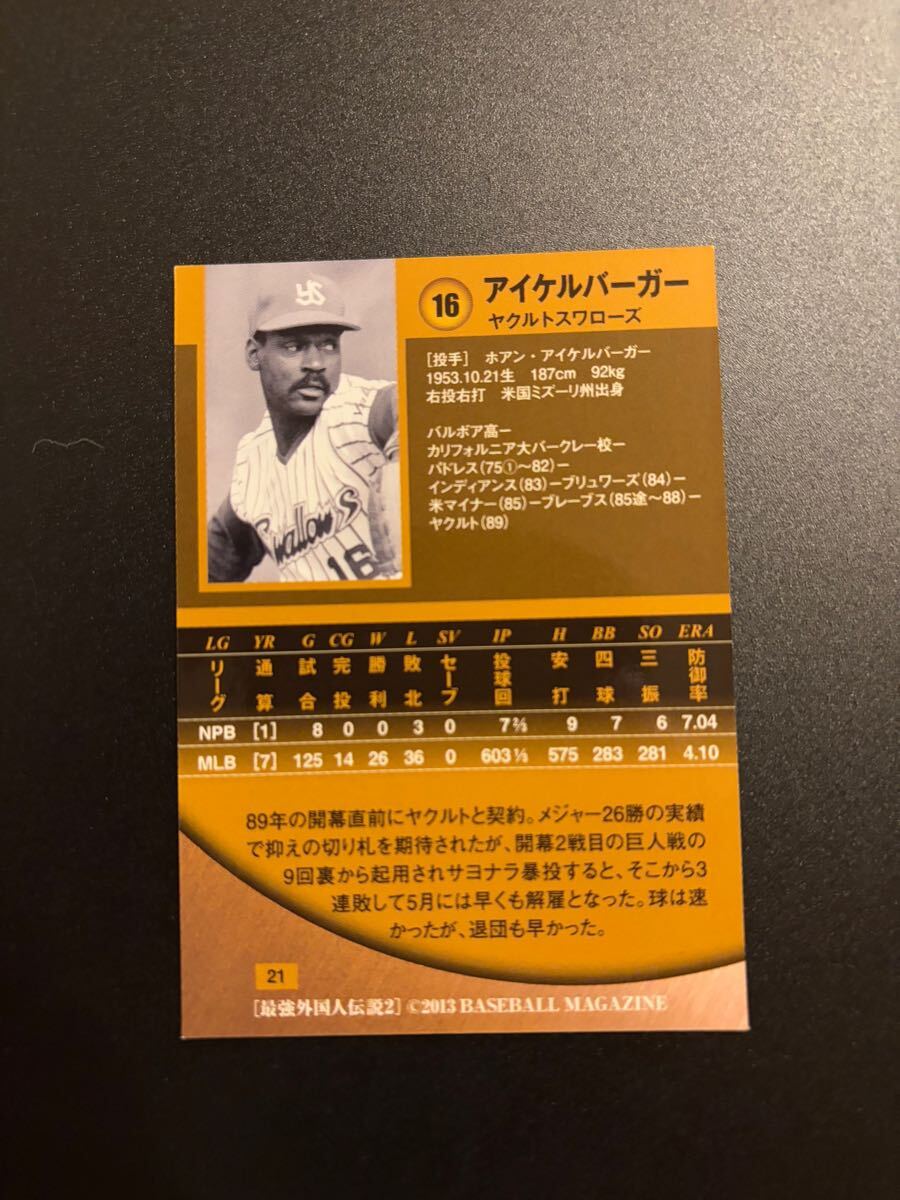 16 アイケルバーガー
ヤクルトスワローズ
[投手] ホアン・アイケルバーガー
1953.10.21生 187cm 92kg
右投右打 米国ミズーリ州出身
バルボア高ー
カリフォルニア大バークレー校ー
パドレス(75①～82)ー
インディアンス(83)ーブリュワーズ(84)ー
米マイナー(85)ーブレーブス(85途～88)ー
ヤクルト(89)
Swallows
16
LG YR G CG W L SV IP H BB SO ERA
リーグ 通算 試合 完投 勝利 敗北 セーブ 投球回 安打 四球 三振 防御率
NPB [1] 8 0 0 3 0 7 ⅔ 9 7 6 7.04
MLB [7] 125 14 26 36 0 603 ⅓ 575 283 281 4.10
89年の開幕直前にヤクルトと契約。メジャー26勝の実績
で抑えの切り札を期待されたが、開幕2戦目の巨人戦の
9回裏から起用されサヨナラ暴投すると、そこから3
連敗して5月には早くも解雇となった。球は速
かったが、退団も早かった。
21
[最強外国人伝説2] ©2013 BASEBALL MAGAZINE